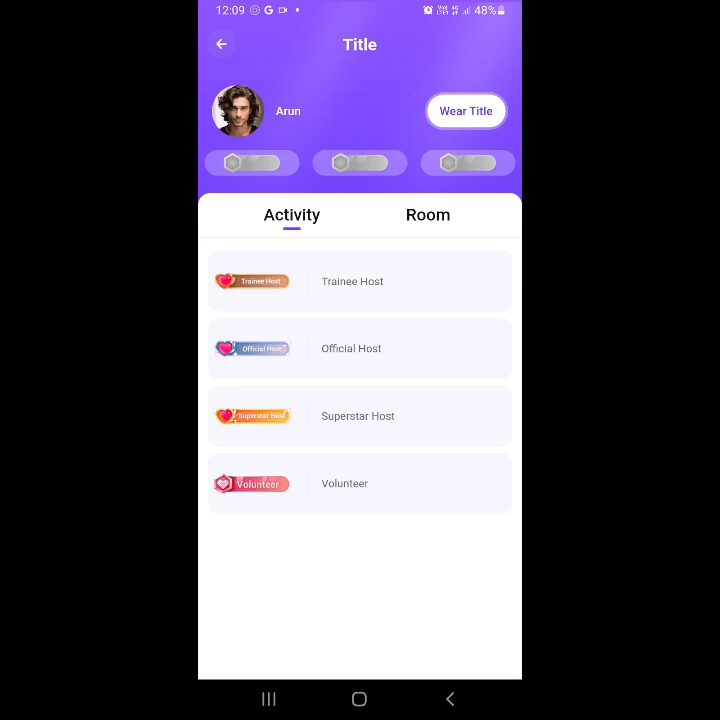 12:09 G 48%
Title
Arun
Wear Title
Activity Room
Trainee Host Trainee Host
Official Host Official Host
Superstar Host Superstar Host
Volunteer Volunteer